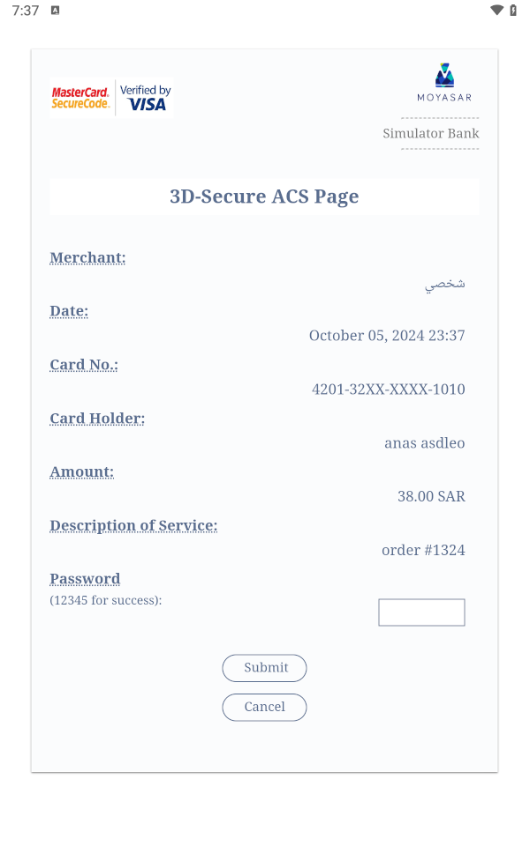 7:37
MasterCard. SecureCode.
Verified by VISA
MOYASAR
Simulator Bank
3D-Secure ACS Page
Merchant:
شخصي
Date:
October 05, 2024 23:37
Card No.:
4201-32XX-XXXX-1010
Card Holder:
anas asdleo
Amount:
38.00 SAR
Description of Service:
order #1324
Password
(12345 for success):
Submit
Cancel